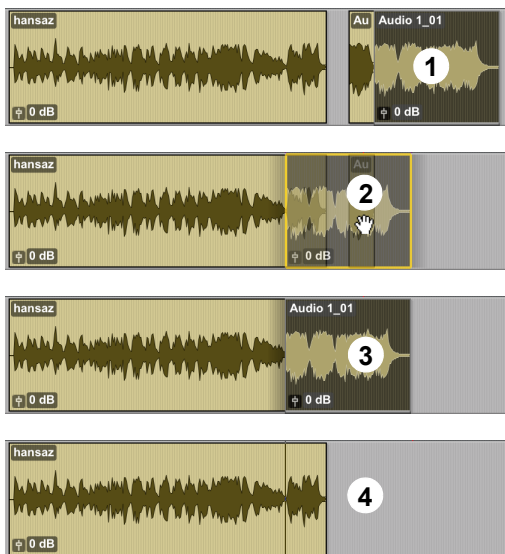 hansaz Au Audio 1_01
1
0 dB 0 dB
hansaz Au
2
0 dB 0 dB
hansaz Audio 1_01
3
0 dB 0 dB
hansaz
4
0 dB